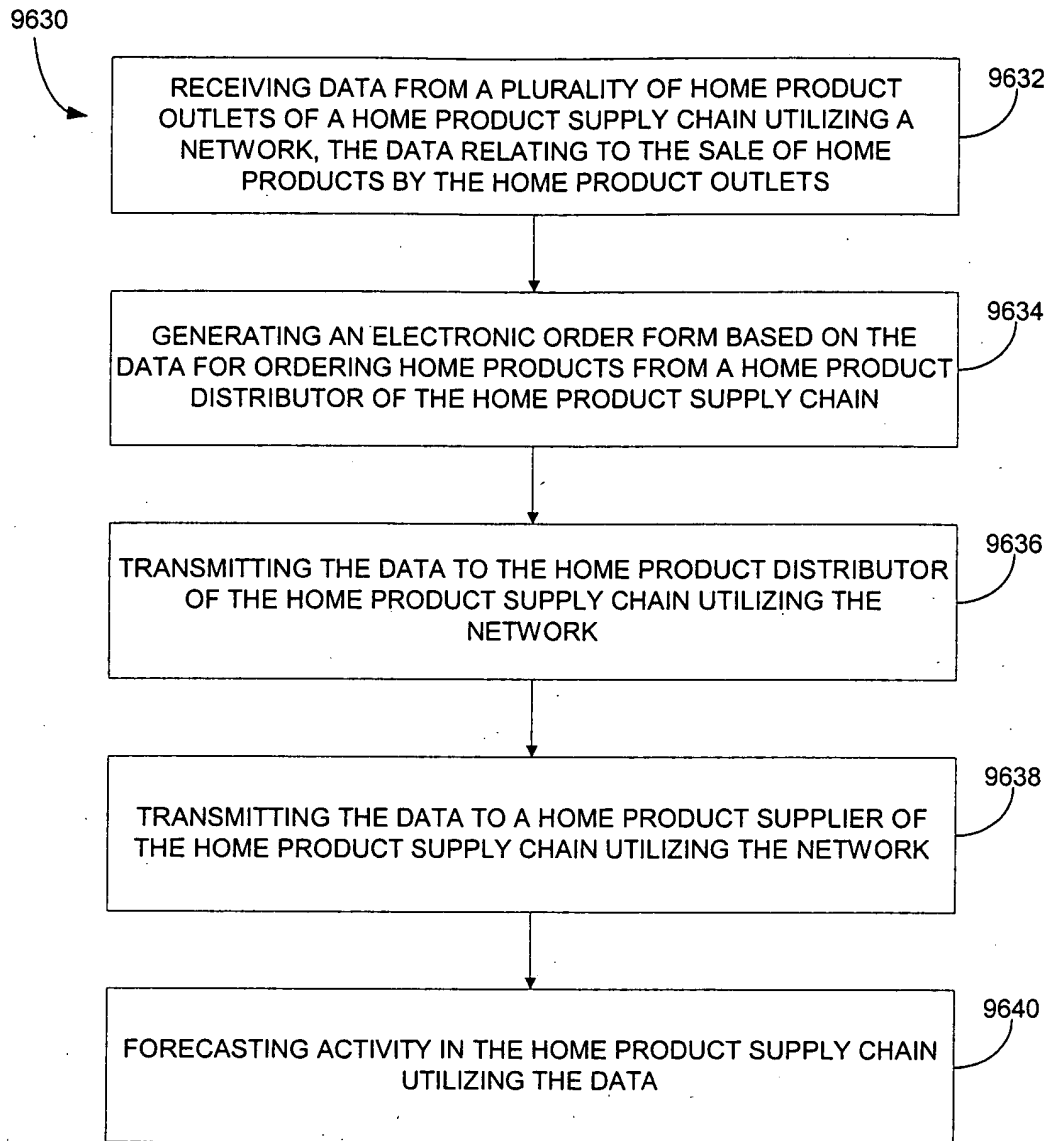 9630
RECEIVING DATA FROM A PLURALITY OF HOME PRODUCT
OUTLETS OF A HOME PRODUCT SUPPLY CHAIN UTILIZING A
NETWORK, THE DATA RELATING TO THE SALE OF HOME
PRODUCTS BY THE HOME PRODUCT OUTLETS
9632
GENERATING AN ELECTRONIC ORDER FORM BASED ON THE
DATA FOR ORDERING HOME PRODUCTS FROM A HOME PRODUCT
DISTRIBUTOR OF THE HOME PRODUCT SUPPLY CHAIN
9634
TRANSMITTING THE DATA TO THE HOME PRODUCT DISTRIBUTOR
OF THE HOME PRODUCT SUPPLY CHAIN UTILIZING THE
NETWORK
9636
TRANSMITTING THE DATA TO A HOME PRODUCT SUPPLIER OF
THE HOME PRODUCT SUPPLY CHAIN UTILIZING THE NETWORK
9638
FORECASTING ACTIVITY IN THE HOME PRODUCT SUPPLY CHAIN
UTILIZING THE DATA
9640